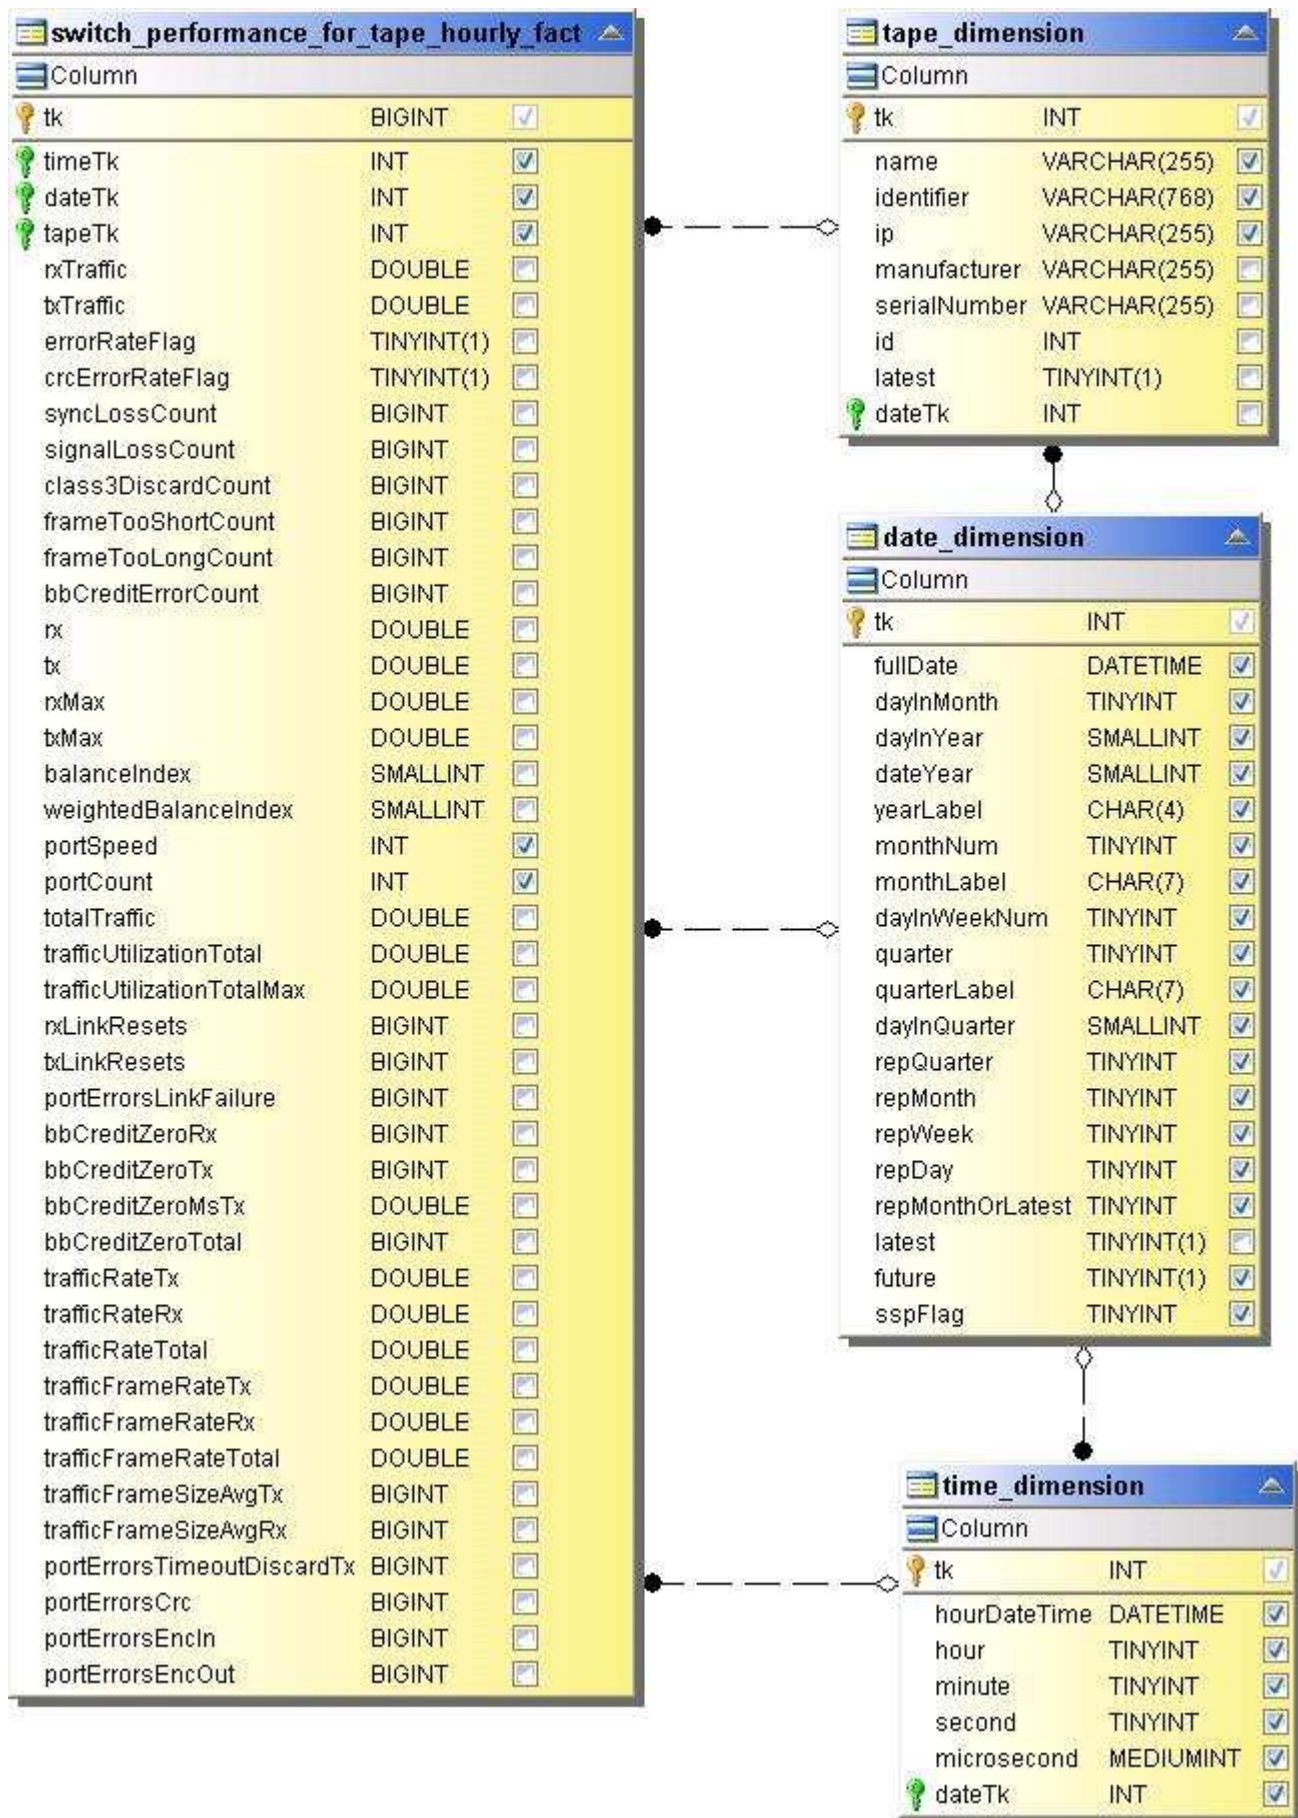 switch_performance_for_tape_hourly_fact
Column
tk BIGINT
timeTk INT
dateTk INT
tapeTk INT
rxTraffic DOUBLE
txTraffic DOUBLE
errorRateFlag TINYINT(1)
crcErrorRateFlag TINYINT(1)
syncLossCount BIGINT
signalLossCount BIGINT
class3DiscardCount BIGINT
frameTooShortCount BIGINT
frameTooLongCount BIGINT
bbCreditErrorCount BIGINT
rx DOUBLE
tx DOUBLE
rxMax DOUBLE
txMax DOUBLE
balanceIndex SMALLINT
weightedBalanceIndex SMALLINT
portSpeed INT
portCount INT
totalTraffic DOUBLE
trafficUtilizationTotal DOUBLE
trafficUtilizationTotalMax DOUBLE
rxLinkResets BIGINT
txLinkResets BIGINT
portErrorsLinkFailure BIGINT
bbCreditZeroRx BIGINT
bbCreditZeroTx BIGINT
bbCreditZeroMsTx DOUBLE
bbCreditZeroTotal BIGINT
trafficRateTx DOUBLE
trafficRateRx DOUBLE
trafficRateTotal DOUBLE
trafficFrameRateTx DOUBLE
trafficFrameRateRx DOUBLE
trafficFrameRateTotal DOUBLE
trafficFrameSizeAvgTx BIGINT
trafficFrameSizeAvgRx BIGINT
portErrorsTimeoutDiscardTx BIGINT
portErrorsCrc BIGINT
portErrorsEncIn BIGINT
portErrorsEncOut BIGINT
tape_dimension
Column
tk INT
name VARCHAR(255)
identifier VARCHAR(768)
ip VARCHAR(255)
manufacturer VARCHAR(255)
serialNumber VARCHAR(255)
id INT
latest TINYINT(1)
dateTk INT
date_dimension
Column
tk INT
fullDate DATETIME
dayInMonth TINYINT
dayInYear SMALLINT
dateYear SMALLINT
yearLabel CHAR(4)
monthNum TINYINT
monthLabel CHAR(7)
dayInWeekNum TINYINT
quarter TINYINT
quarterLabel CHAR(7)
dayInQuarter SMALLINT
repQuarter TINYINT
repMonth TINYINT
repWeek TINYINT
repDay TINYINT
repMonthOrLatest TINYINT
latest TINYINT(1)
future TINYINT(1)
sspFlag TINYINT
time_dimension
Column
tk INT
hourDateTime DATETIME
hour TINYINT
minute TINYINT
second TINYINT
microsecond MEDIUMINT
dateTk INT